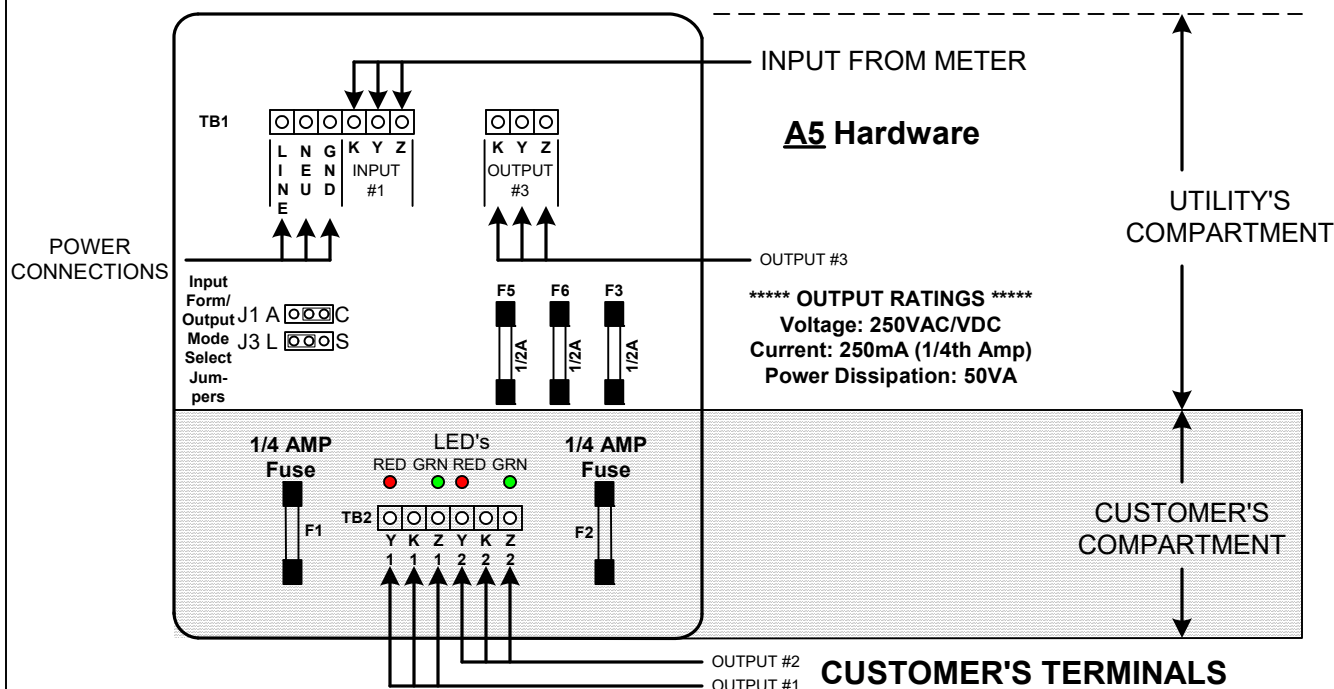 INPUT FROM METER
TB1
A5 Hardware
L N G K Y Z
I E N INPUT
N U D #1
E
K Y Z
OUTPUT
#3
UTILITY'S
COMPARTMENT
POWER
CONNECTIONS
OUTPUT #3
Input
Form/
Output
Mode
Select
Jum-
pers
J1 A C
J3 L S
F5 F6 F3
1/2A 1/2A 1/2A
***** OUTPUT RATINGS *****
Voltage: 250VAC/VDC
Current: 250mA (1/4th Amp)
Power Dissipation: 50VA
1/4 AMP
Fuse
F1
LED's
RED GRN RED GRN
1/4 AMP
Fuse
F2
TB2
Y K Z Y K Z
1 1 1 2 2 2
CUSTOMER'S
COMPARTMENT
OUTPUT #2
OUTPUT #1
CUSTOMER'S TERMINALS